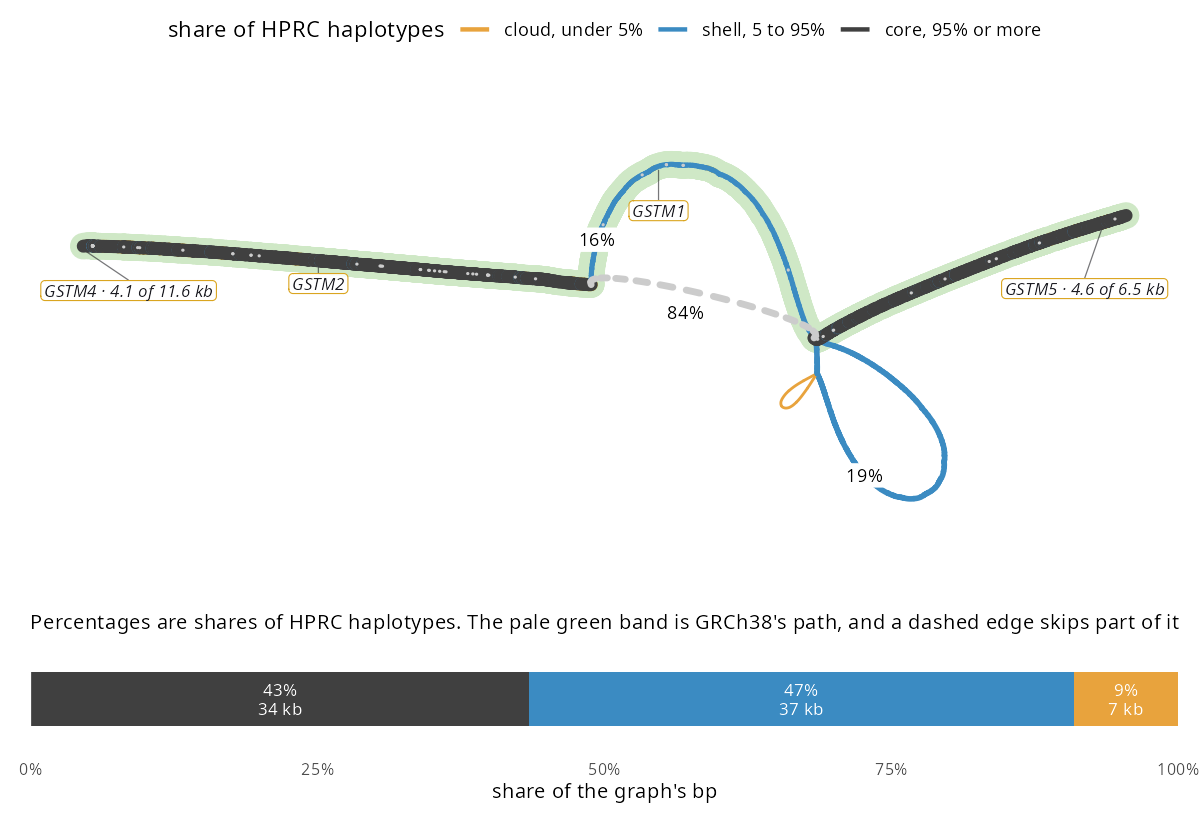 share of HPRC haplotypes cloud, under 5% shell, 5 to 95% core, 95% or more
GSTM1
16%
GSTM2
GSTM4 · 4.1 of 11.6 kb
GSTM5 · 4.6 of 6.5 kb
84%
19%
Percentages are shares of HPRC haplotypes. The pale green band is GRCh38's path, and a dashed edge skips part of it
43%
34 kb
47%
37 kb
9%
7 kb
0% 25% 50% 75% 100%
share of the graph's bp